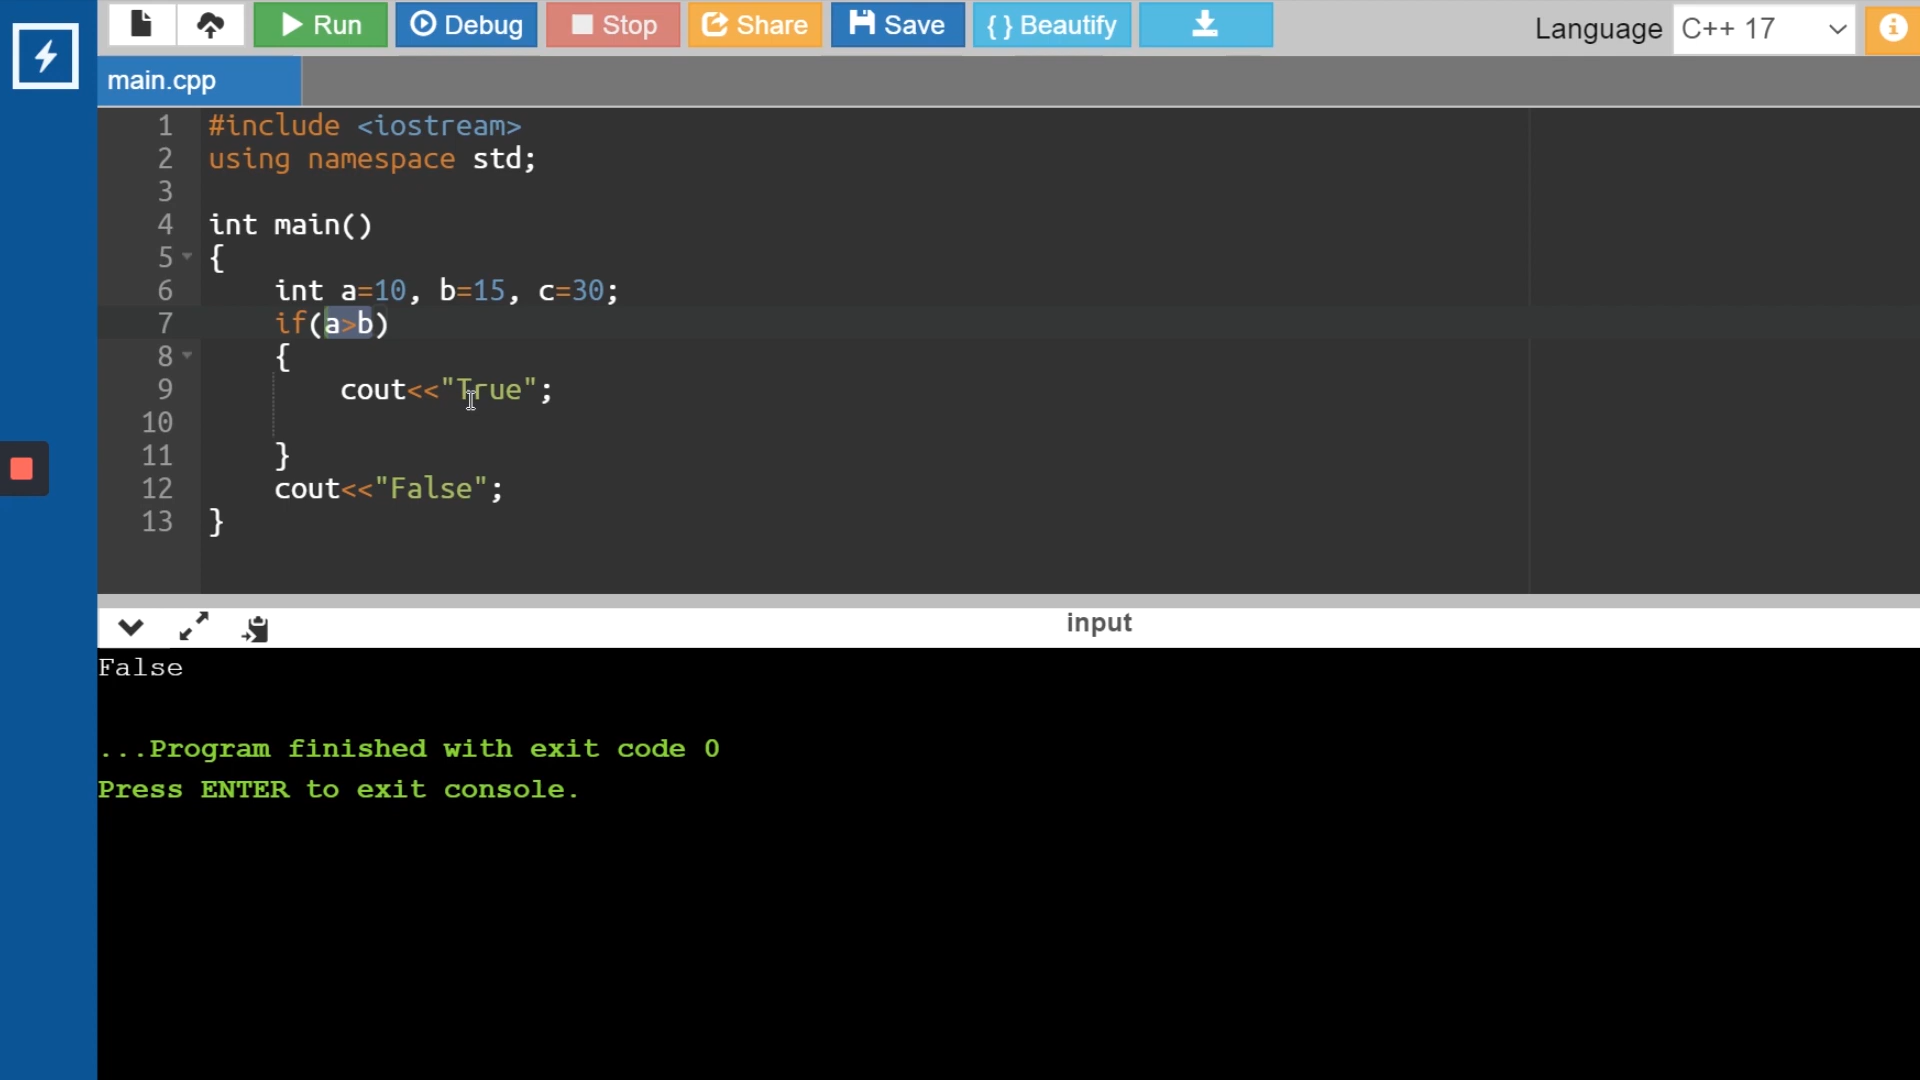 Run Debug Stop Share Save { } Beautify Language C++ 17
main.cpp
1 #include <iostream>
2 using namespace std;
3
4 int main()
5 {
6 int a=10, b=15, c=30;
7 if(a>b)
8 {
9 cout<<"True";
10
11 }
12 cout<<"False";
13 }
input
False
...Program finished with exit code 0
Press ENTER to exit console.